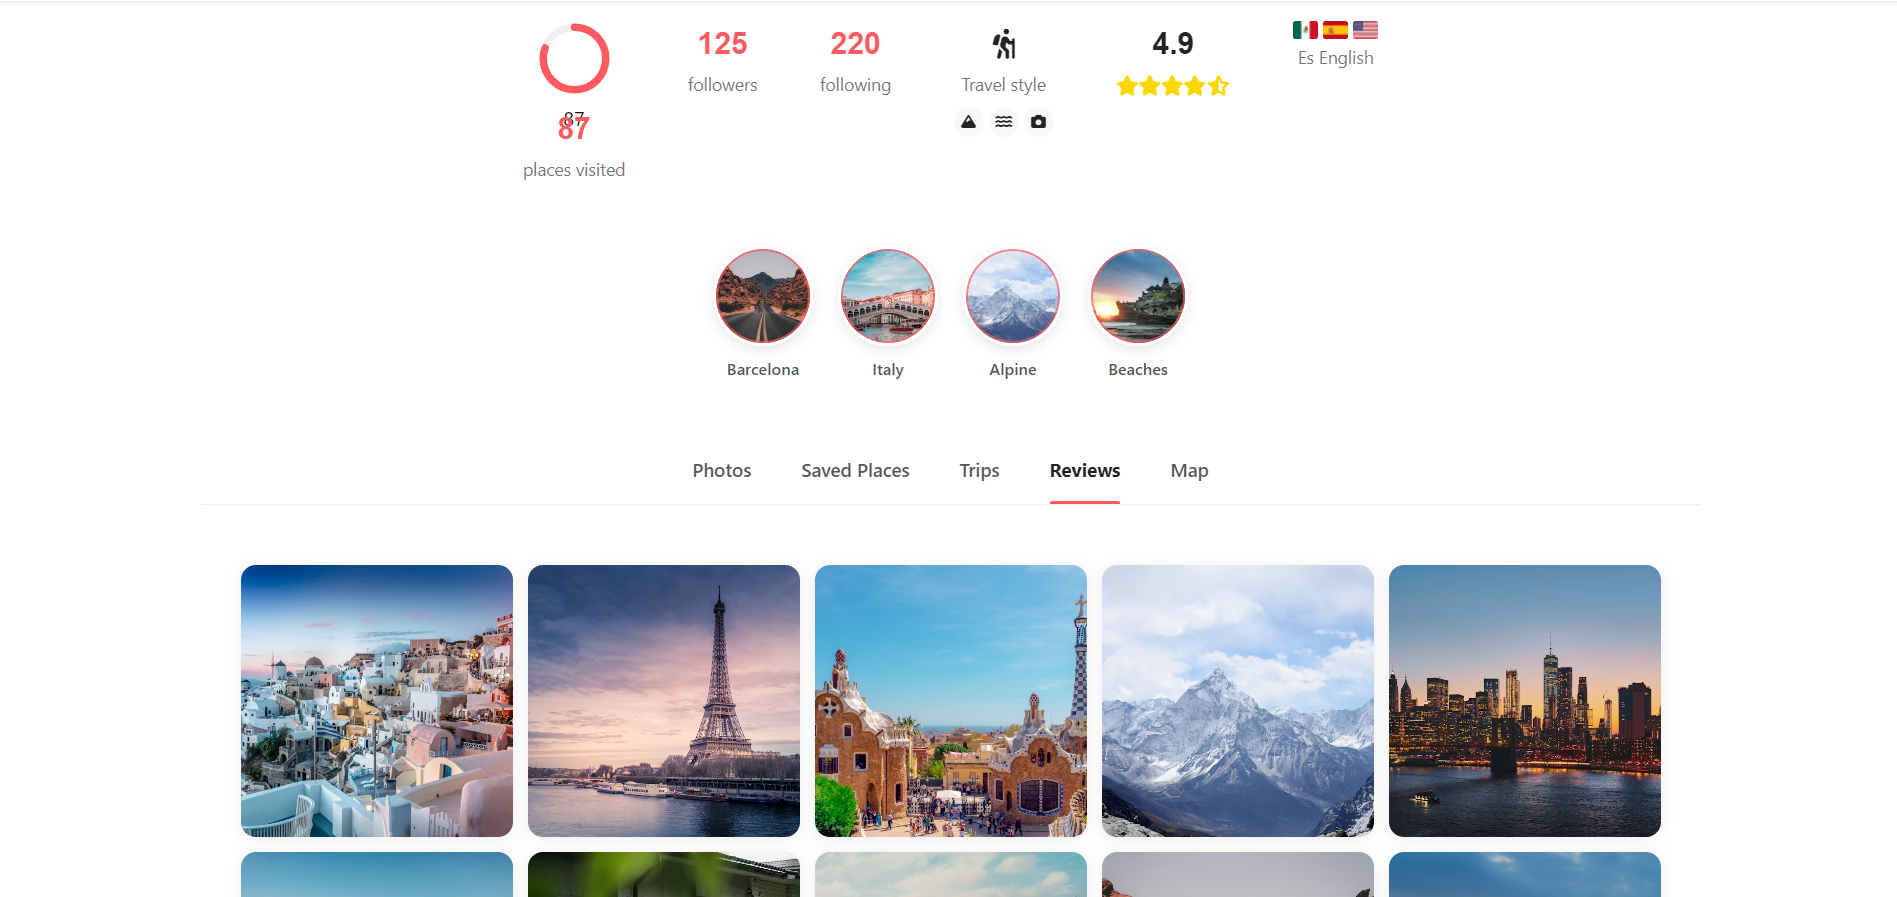 87
87
places visited
125
followers
220
following
Travel style
4.9
Es English
Barcelona
Italy
Alpine
Beaches
Photos
Saved Places
Trips
Reviews
Map